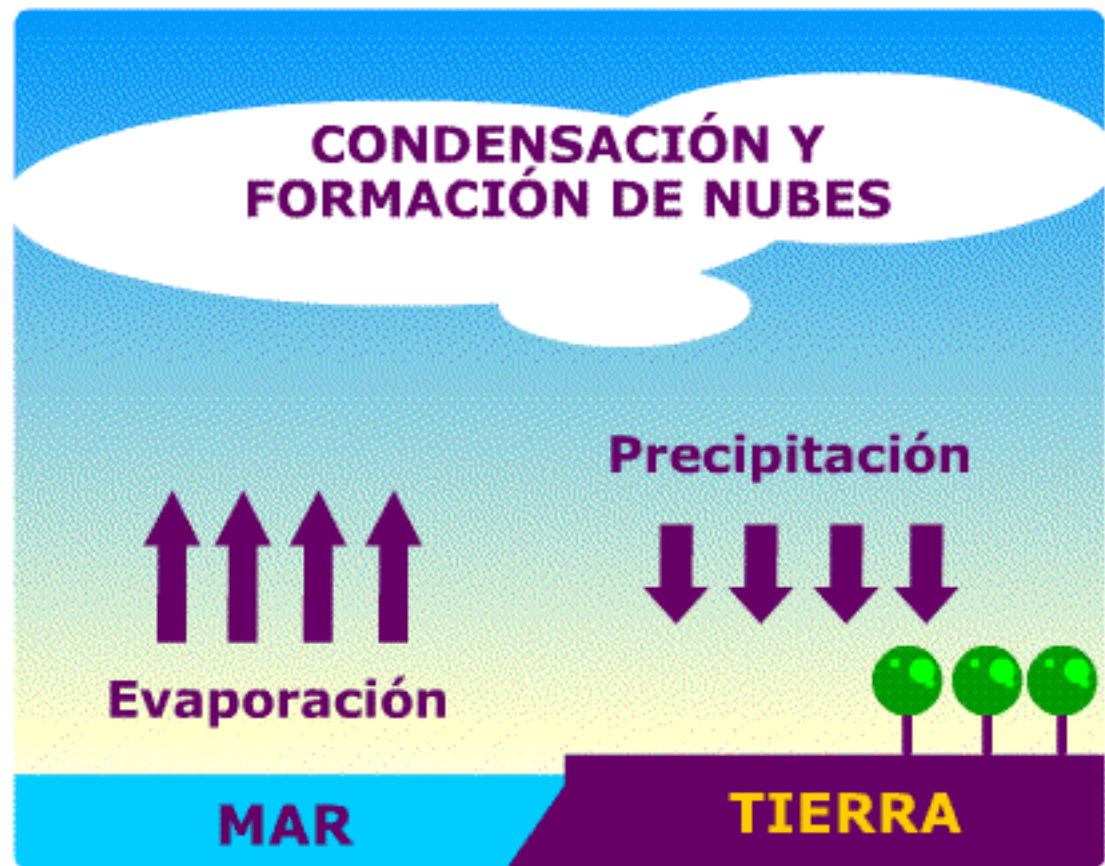 CONDENSACIÓN Y
FORMACIÓN DE NUBES
Precipitación
Evaporación
MAR
TIERRA